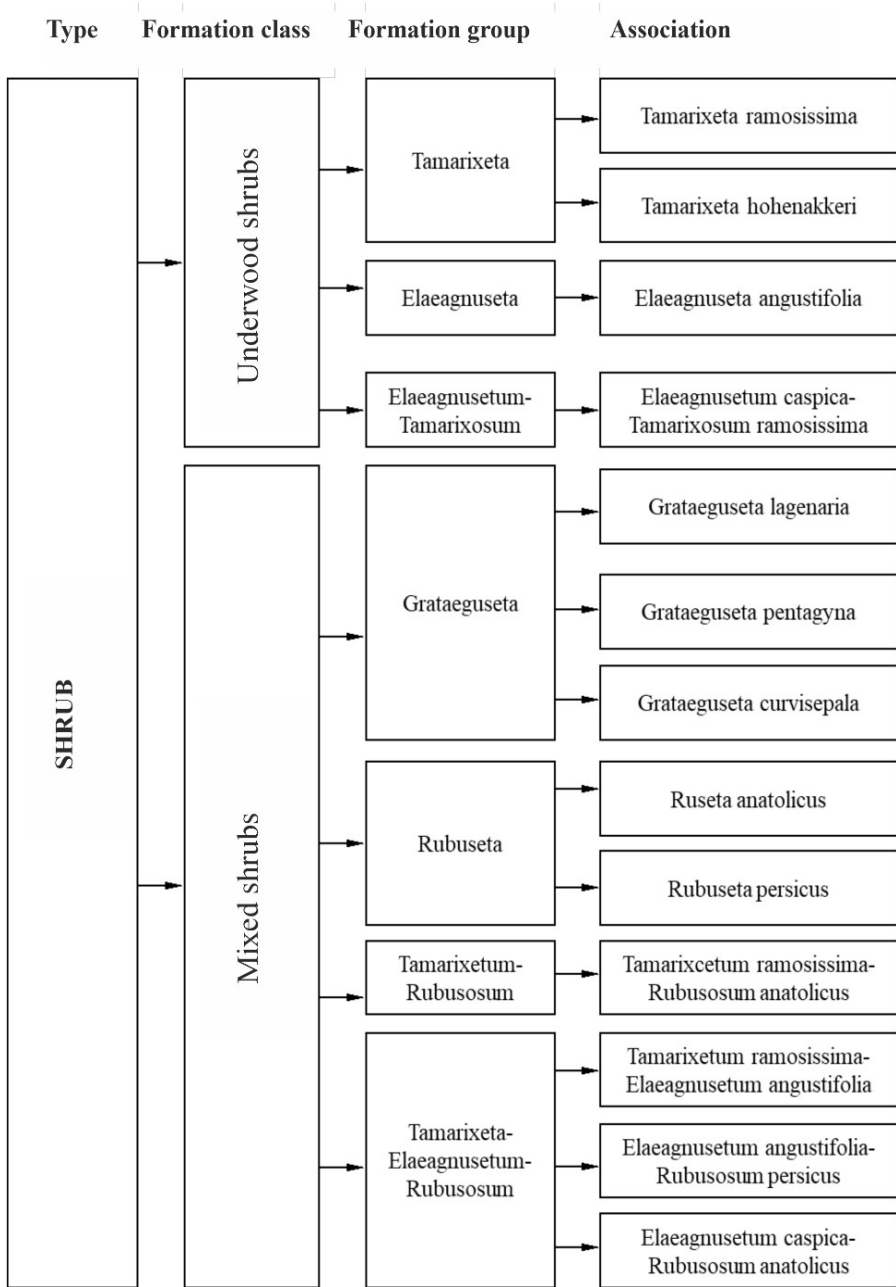 Type Formation class Formation group Association
SHRUB
Underwood shrubs
Tamarixeta
Tamarixeta ramosissima
Tamarixeta hohenakkeri
Elaeagnuseta
Elaeagnuseta angustifolia
Elaeagnusetum-
Tamarixosum
Elaeagnusetum caspica-
Tamarixosum ramosissima
Mixed shrubs
Grataeguseta
Grataeguseta lagenaria
Grataeguseta pentagyna
Grataeguseta curvisepala
Rubuseta
Ruseta anatolicus
Rubuseta persicus
Tamarixetum-
Rubusosum
Tamarixcetum ramosissima-
Rubusosum anatolicus
Tamarixeta-
Elaeagnusetum-
Rubusosum
Tamarixetum ramosissima-
Elaeagnusetum angustifolia
Elaeagnusetum angustifolia-
Rubusosum persicus
Elaeagnusetum caspica-
Rubusosum anatolicus